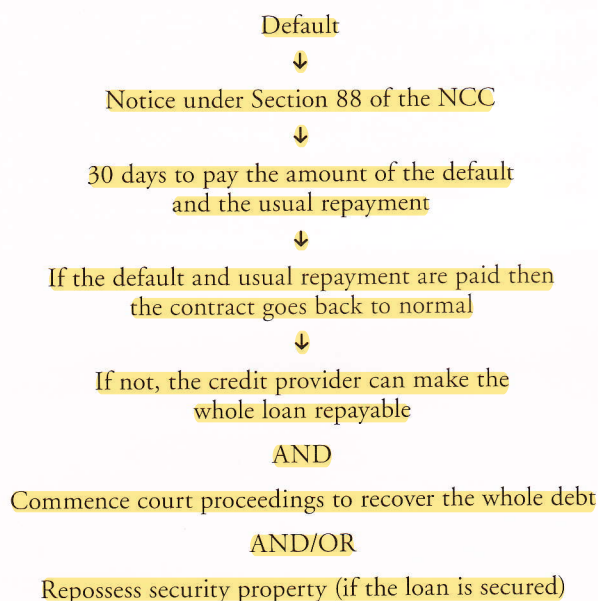 Default
↓
Notice under Section 88 of the NCC
↓
30 days to pay the amount of the default
and the usual repayment
↓
If the default and usual repayment are paid then
the contract goes back to normal
↓
If not, the credit provider can make the
whole loan repayable
AND
Commence court proceedings to recover the whole debt
AND/OR
Repossess security property (if the loan is secured)